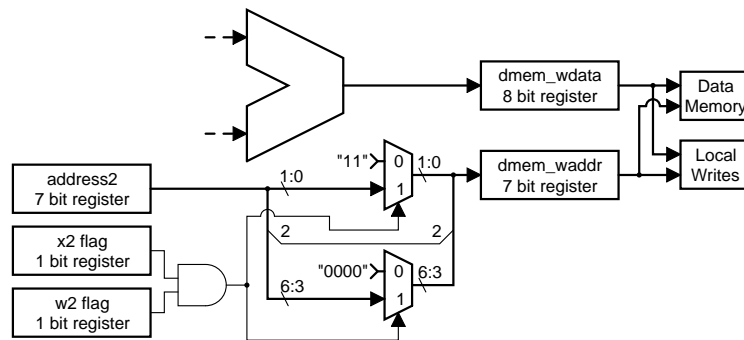 dmem_wdata
8 bit register
Data
Memory
"11"
0
1:0
1:0
1
dmem_waddr
7 bit register
Local
Writes
address2
7 bit register
2
2
x2 flag
1 bit register
"0000"
0
6:3
6:3
1
w2 flag
1 bit register